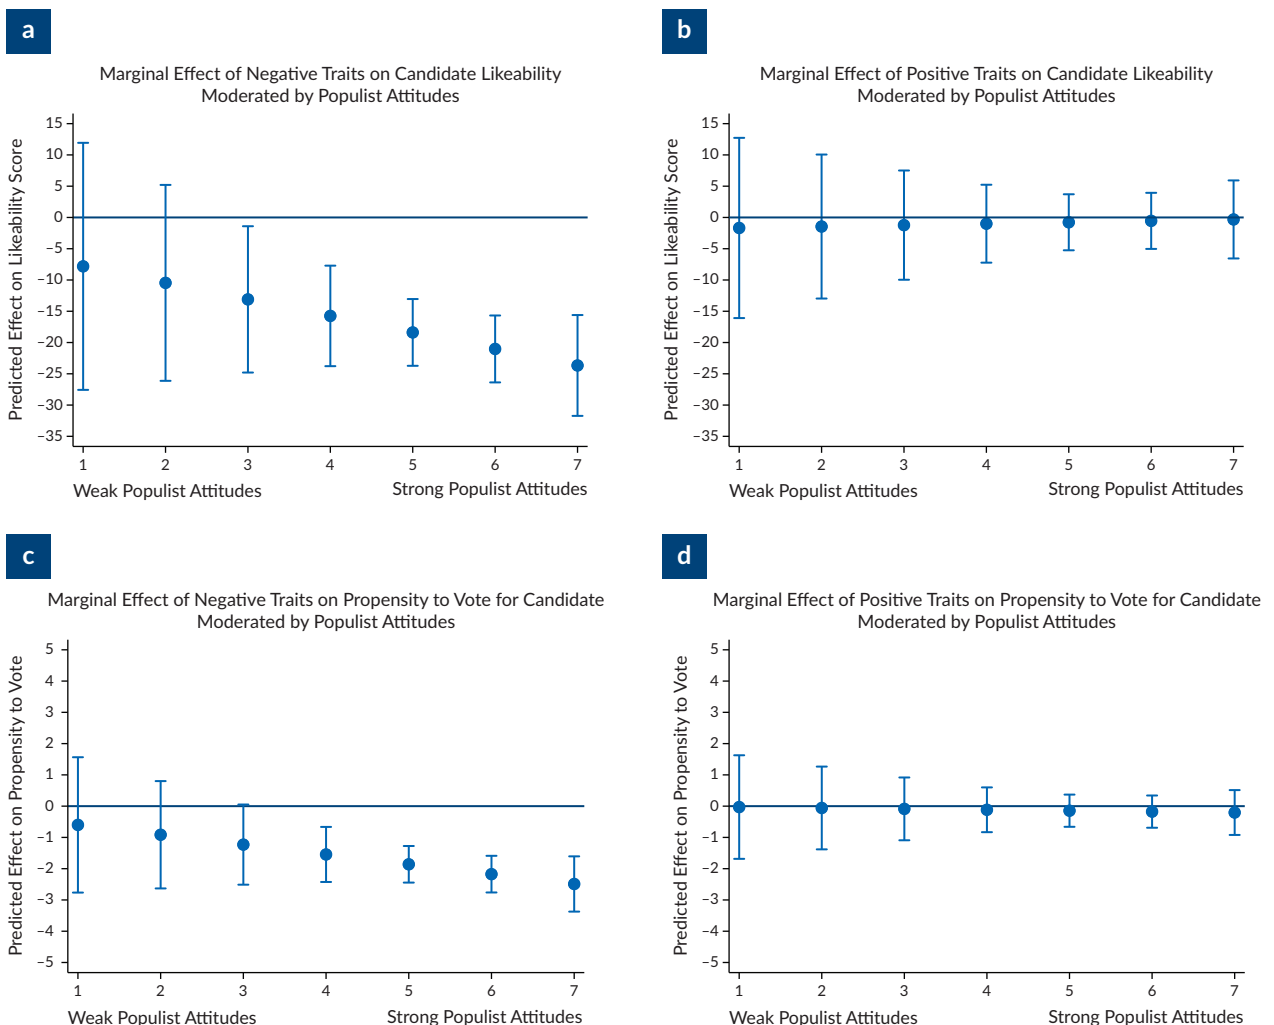 a
Marginal Effect of Negative Traits on Candidate Likeability
Moderated by Populist Attitudes
Predicted Effect on Likeability Score
15
10
5
0
−5
−10
−15
−20
−25
−30
−35
1 2 3 4 5 6 7
Weak Populist Attitudes Strong Populist Attitudes
b
Marginal Effect of Positive Traits on Candidate Likeability
Moderated by Populist Attitudes
Predicted Effect on Likeability Score
15
10
5
0
−5
−10
−15
−20
−25
−30
−35
1 2 3 4 5 6 7
Weak Populist Attitudes Strong Populist Attitudes
c
Marginal Effect of Negative Traits on Propensity to Vote for Candidate
Moderated by Populist Attitudes
Predicted Effect on Propensity to Vote
5
4
3
2
1
0
−1
−2
−3
−4
−5
1 2 3 4 5 6 7
Weak Populist Attitudes Strong Populist Attitudes
d
Marginal Effect of Positive Traits on Propensity to Vote for Candidate
Moderated by Populist Attitudes
Predicted Effect on Propensity to Vote
5
4
3
2
1
0
−1
−2
−3
−4
−5
1 2 3 4 5 6 7
Weak Populist Attitudes Strong Populist Attitudes